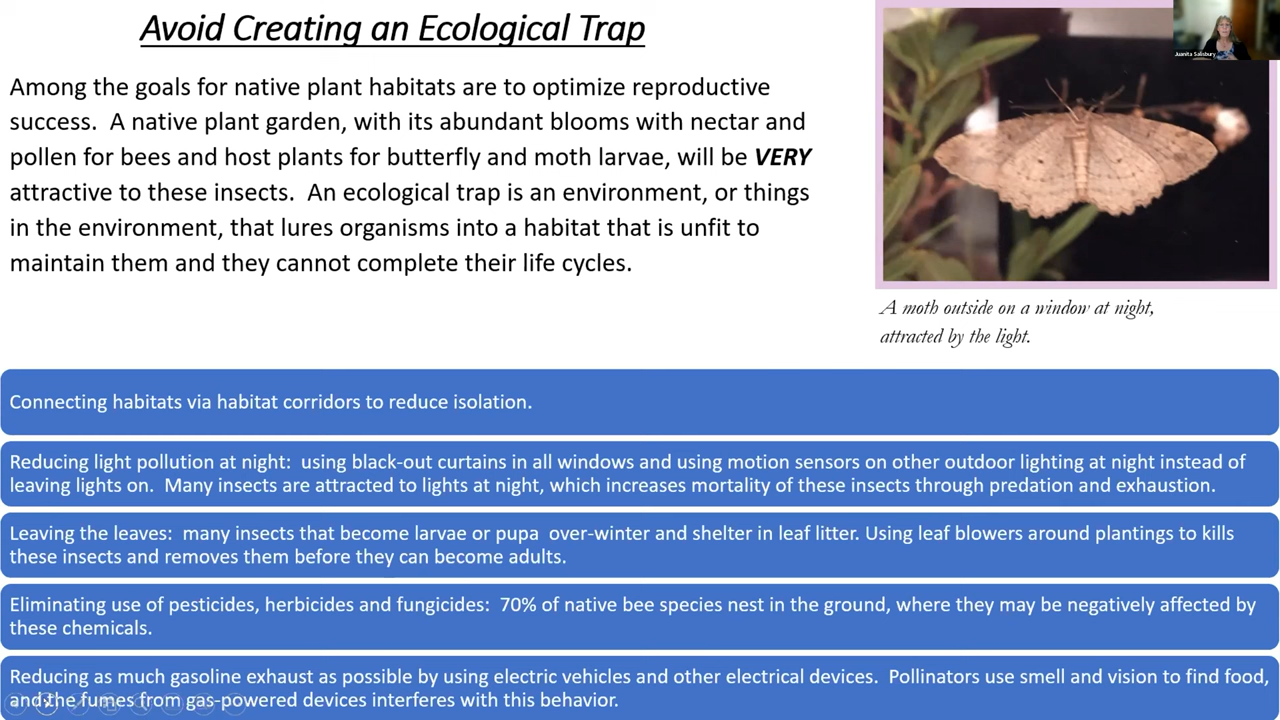 Avoid Creating an Ecological Trap
Among the goals for native plant habitats are to optimize reproductive
success.  A native plant garden, with its abundant blooms with nectar and
pollen for bees and host plants for butterfly and moth larvae, will be VERY
attractive to these insects.  An ecological trap is an environment, or things
in the environment, that lures organisms into a habitat that is unfit to
maintain them and they cannot complete their life cycles.
Juanita Salisbury
A moth outside on a window at night,
attracted by the light.
Connecting habitats via habitat corridors to reduce isolation.
Reducing light pollution at night:  using black-out curtains in all windows and using motion sensors on other outdoor lighting at night instead of
leaving lights on.  Many insects are attracted to lights at night, which increases mortality of these insects through predation and exhaustion.
Leaving the leaves:  many insects that become larvae or pupa  over-winter and shelter in leaf litter. Using leaf blowers around plantings to kills
these insects and removes them before they can become adults.
Eliminating use of pesticides, herbicides and fungicides:  70% of native bee species nest in the ground, where they may be negatively affected by
these chemicals.
Reducing as much gasoline exhaust as possible by using electric vehicles and other electrical devices.  Pollinators use smell and vision to find food,
and the fumes from gas-powered devices interferes with this behavior.